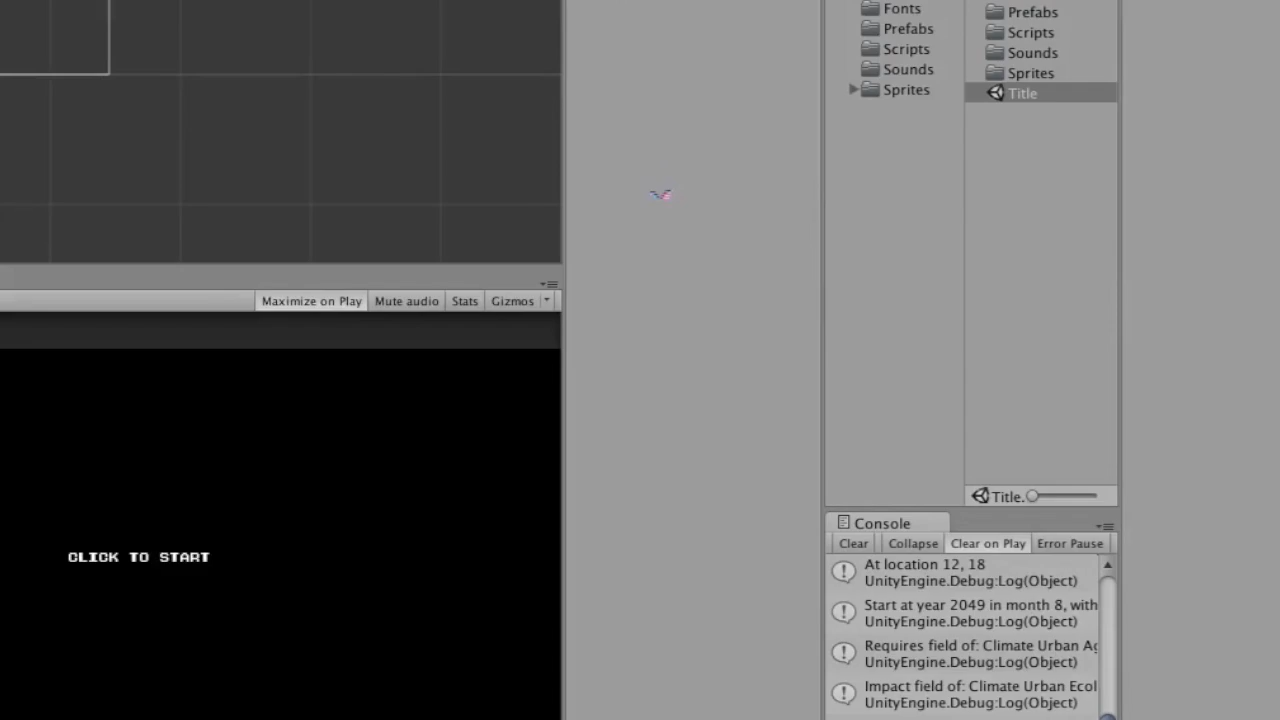 Fonts
Prefabs
Scripts
Sounds
Sprites
Prefabs
Scripts
Sounds
Sprites
Title
Maximize on Play Mute audio Stats Gizmos
CLICK TO START
Title.
Console
Clear Collapse Clear on Play Error Pause
At location 12, 18
UnityEngine.Debug:Log(Object)
Start at year 2049 in month 8, with
UnityEngine.Debug:Log(Object)
Requires field of: Climate Urban Ag
UnityEngine.Debug:Log(Object)
Impact field of: Climate Urban Ecol
UnityEngine.Debug:Log(Object)